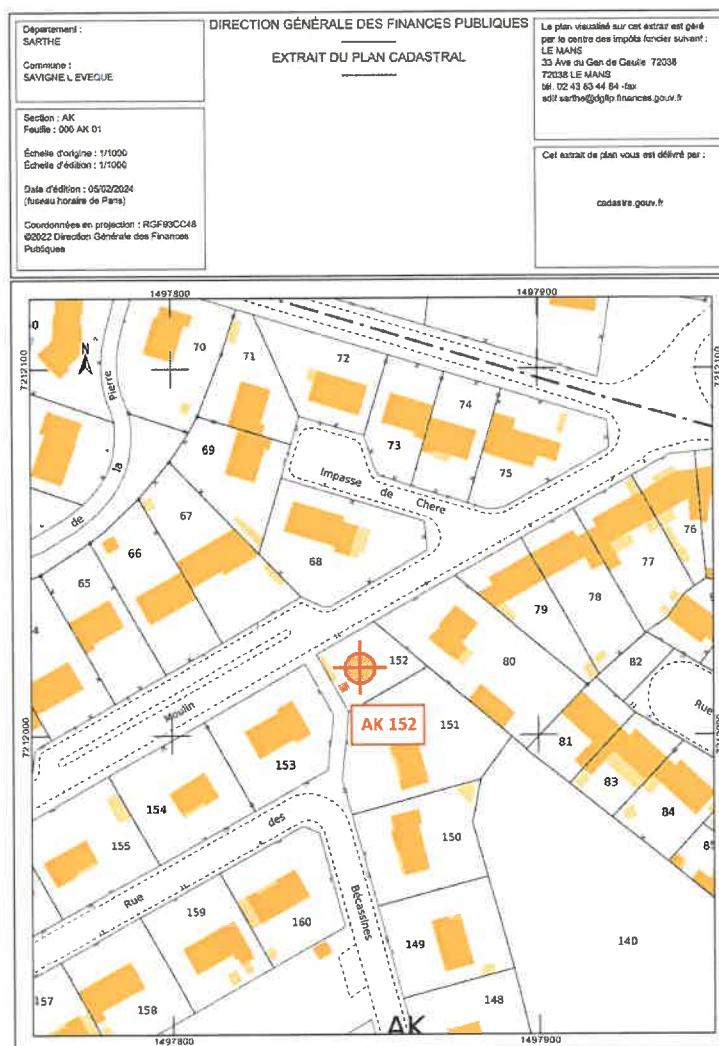 DIRECTION GÉNÉRALE DES FINANCES PUBLIQUES
EXTRAIT DU PLAN CADASTRAL
Département :
SARTHE
Commune :
SAVIGNE L EVEQUE
Section : AK
Feuille : 000 AK 01
Échelle d'origine : 1/1000
Échelle d'édition : 1/1000
Date d'édition : 05/02/2024
(fuseau horaire de Paris)
Coordonnées en projection : RGF93CC48
©2022 Direction Générale des Finances
Publiques
Le plan visualisé sur cet extrait est géré
par le centre des impôts foncier suivant :
LE MANS
33 Ave du Gen de Gaulle 72038
72038 LE MANS
tél. 02 43 83 44 84 -fax
sdif.sarthe@dgfip.finances.gouv.fr
Cet extrait de plan vous est délivré par :
cadastre.gouv.fr
1497800
1497900
7212100
7212100
N
70
71
72
74
69
73
75
Pierre
la
de
Impasse
de
Chere
67
66
65
68
76
77
78
79
80
82
152
Rue
Moulin
AK 152
151
81
83
84
7212000
153
154
155
des
Rue
150
140
159
160
Bécassines
149
148
157
158
AK
1497800
1497900